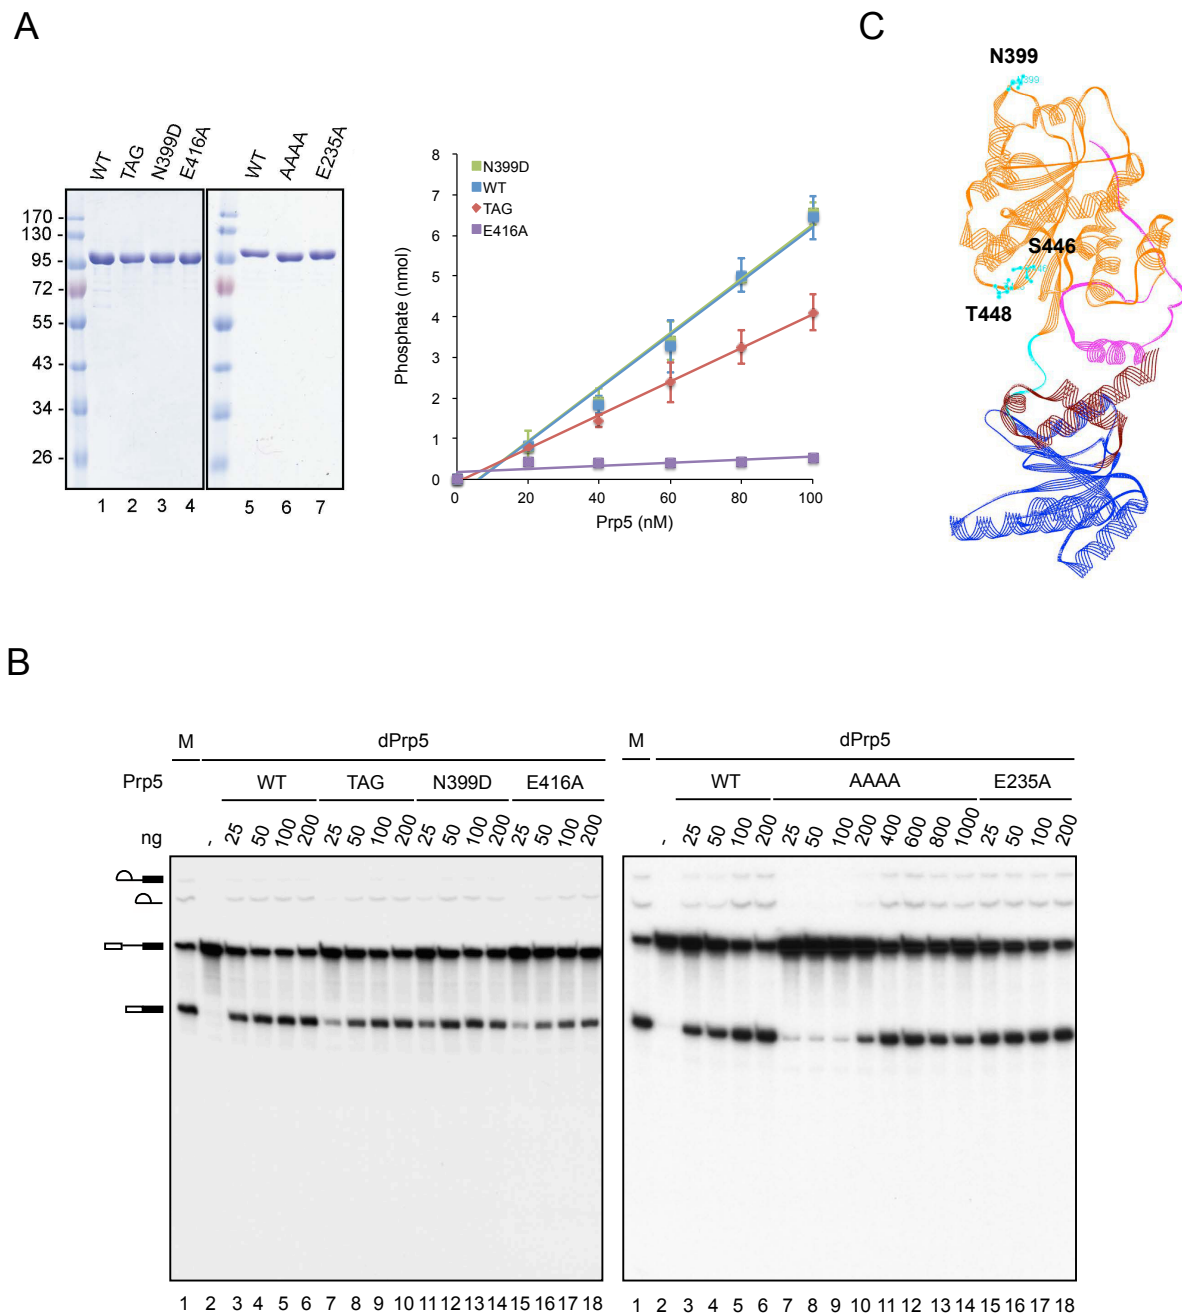 A
C
WT TAG N399D E416A WT AAAA E235A
170 -
130 -
95 -
72 -
55 -
43 -
34 -
26 -
1 2 3 4 5 6 7
Phosphate (nmol)
8
7
6
5
4
3
2
1
0
N399D
WT
TAG
E416A
0 20 40 60 80 100
Prp5 (nM)
N399
S446
T448
B
M dPrp5 M dPrp5
Prp5 WT TAG N399D E416A WT AAAA E235A
ng - 25 50 100 200 25 50 100 200 25 50 100 200 25 50 100 200 - 25 50 100 200 25 50 100 200 400 600 800 1000 25 50 100 200
1 2 3 4 5 6 7 8 9 10 11 12 13 14 15 16 17 18 1 2 3 4 5 6 7 8 9 10 11 12 13 14 15 16 17 18